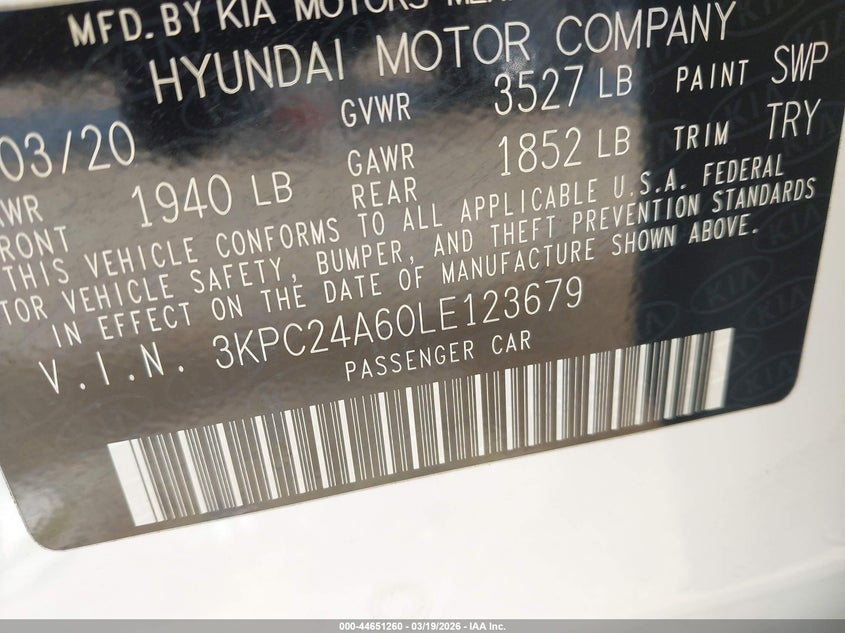 MFD. BY KIA MOTORS
HYUNDAI MOTOR COMPANY
03/20 GVWR 3527 LB PAINT SWP
1940 LB GAWR REAR 1852 LB TRIM TRY
THIS VEHICLE CONFORMS TO ALL APPLICABLE U.S.A. FEDERAL
VEHICLE SAFETY, BUMPER, AND THEFT PREVENTION STANDARDS
IN EFFECT ON THE DATE OF MANUFACTURE SHOWN ABOVE.
V.I.N. 3KPC24A60LE123679
PASSENGER CAR
KIA
000-44651260 - 03/19/2026 - IAA Inc.